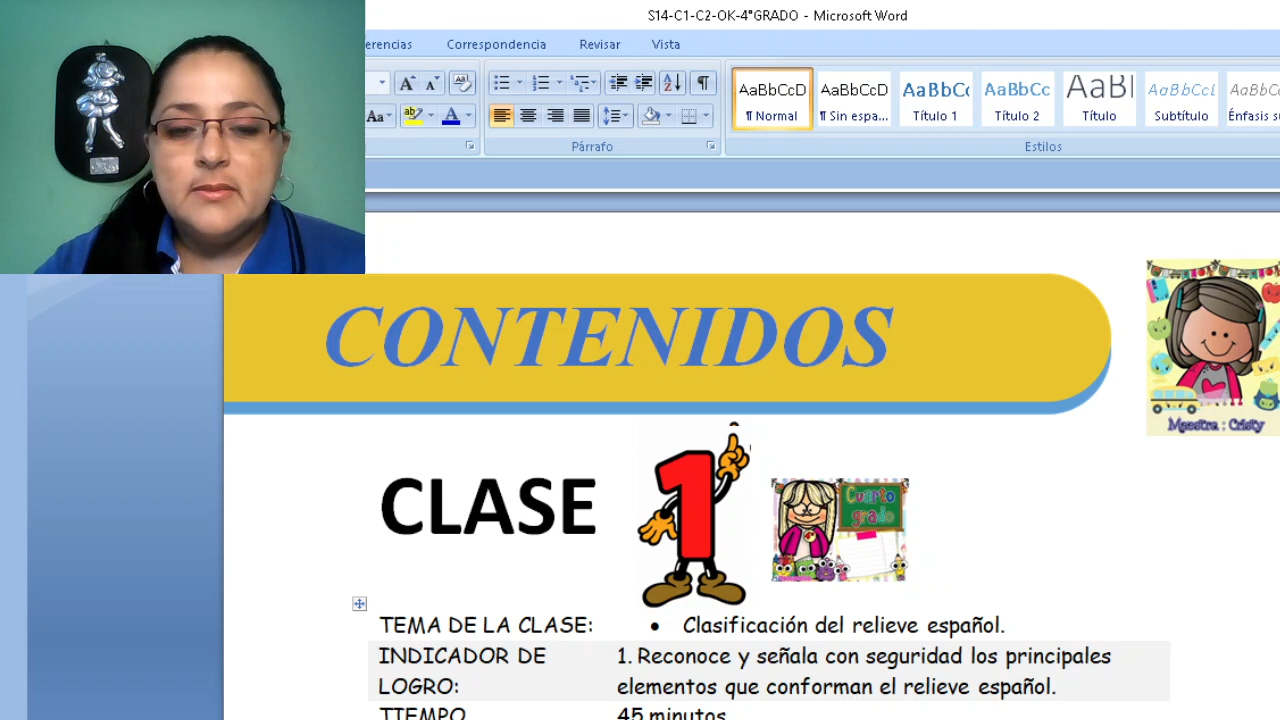 S14-C1-C2-OK-4°GRADO - Microsoft Word
erencias Correspondencia Revisar Vista
AaBbCcD AaBbCcD AaBbCc AaBbCc AaBl AaBbCcL AaBbCc
¶ Normal ¶ Sin espa... Título 1 Título 2 Título Subtítulo Énfasis su
Párrafo Estilos
CONTENIDOS
Maestra : Cristy
CLASE 1
Cuarto
grado
TEMA DE LA CLASE: • Clasificación del relieve español.
INDICADOR DE 1. Reconoce y señala con seguridad los principales
LOGRO: elementos que conforman el relieve español.
TIEMPO 45 minutos